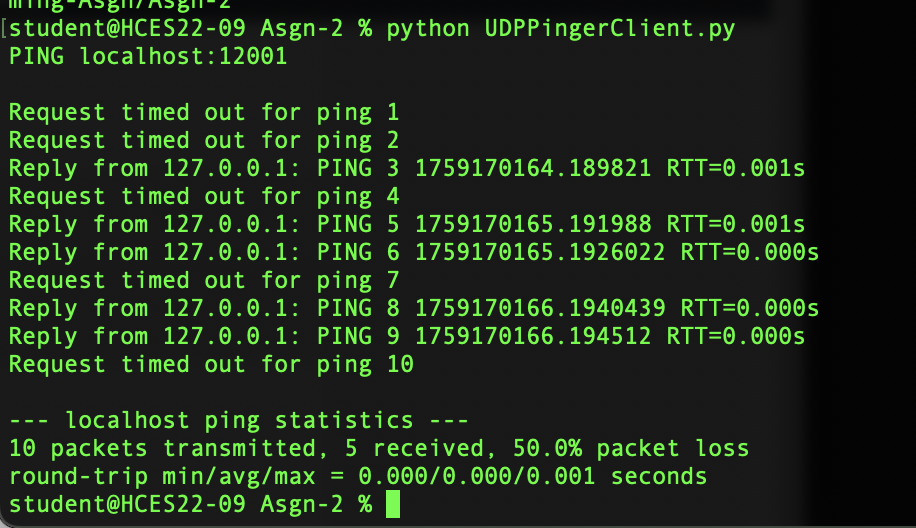 ming-Asgn/Asgn-2
[student@HCES22-09 Asgn-2 % python UDPPingerClient.py
PING localhost:12001
Request timed out for ping 1
Request timed out for ping 2
Reply from 127.0.0.1: PING 3 1759170164.189821 RTT=0.001s
Request timed out for ping 4
Reply from 127.0.0.1: PING 5 1759170165.191988 RTT=0.001s
Reply from 127.0.0.1: PING 6 1759170165.1926022 RTT=0.000s
Request timed out for ping 7
Reply from 127.0.0.1: PING 8 1759170166.1940439 RTT=0.000s
Reply from 127.0.0.1: PING 9 1759170166.194512 RTT=0.000s
Request timed out for ping 10
--- localhost ping statistics ---
10 packets transmitted, 5 received, 50.0% packet loss
round-trip min/avg/max = 0.000/0.000/0.001 seconds
student@HCES22-09 Asgn-2 %